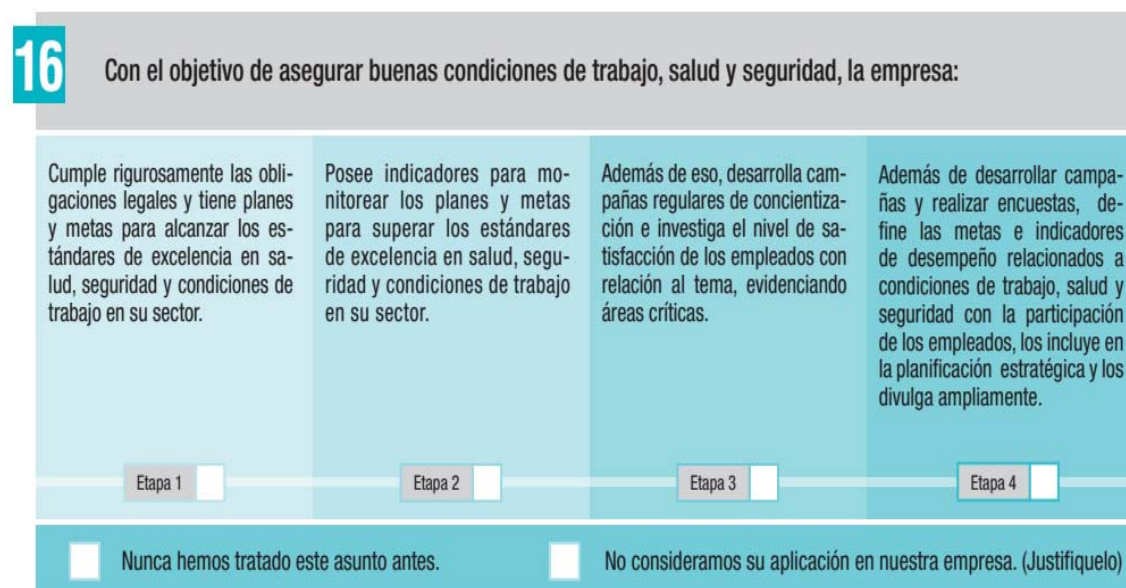 16
Con el objetivo de asegurar buenas condiciones de trabajo, salud y seguridad, la empresa:
Cumple rigurosamente las obli-
gaciones legales y tiene planes
y metas para alcanzar los es-
tándares de excelencia en sa-
lud, seguridad y condiciones de
trabajo en su sector.
Etapa 1
Posee indicadores para mo-
nitorear los planes y metas
para superar los estándares
de excelencia en salud, segu-
ridad y condiciones de trabajo
en su sector.
Etapa 2
Además de eso, desarrolla cam-
pañas regulares de concientiza-
ción e investiga el nivel de sa-
tisfacción de los empleados con
relación al tema, evidenciando
áreas críticas.
Etapa 3
Además de desarrollar campa-
ñas y realizar encuestas, de-
fine las metas e indicadores
de desempeño relacionados a
condiciones de trabajo, salud y
seguridad con la participación
de los empleados, los incluye en
la planificación estratégica y los
divulga ampliamente.
Etapa 4
Nunca hemos tratado este asunto antes.
No consideramos su aplicación en nuestra empresa. (Justifiquelo)